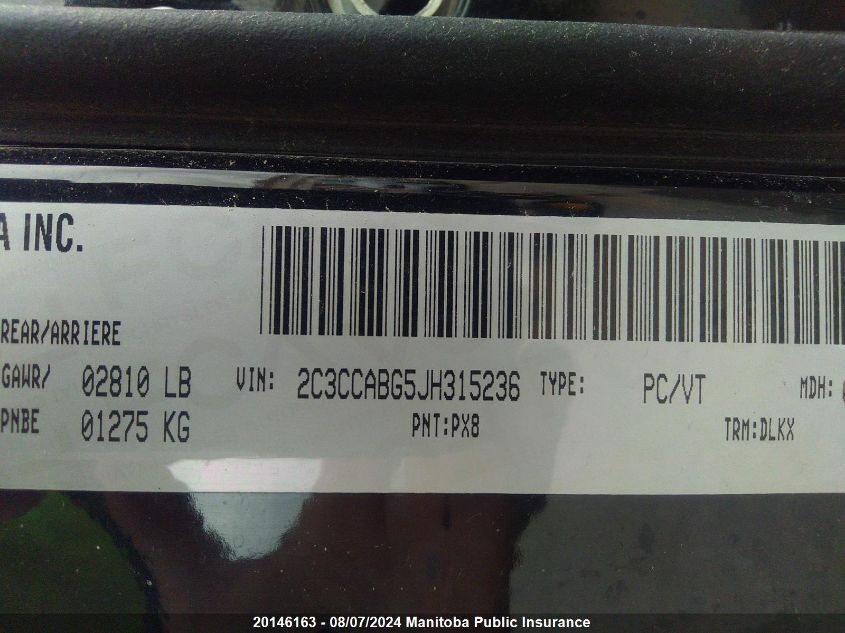 A INC.
REAR/ARRIERE
GAWR/ 02810 LB VIN: 2C3CCABG5JH315236 TYPE: PC/VT MDH:
PNBE 01275 KG PNT:PX8 TRM:DLKX
20146163 - 08/07/2024 Manitoba Public Insurance